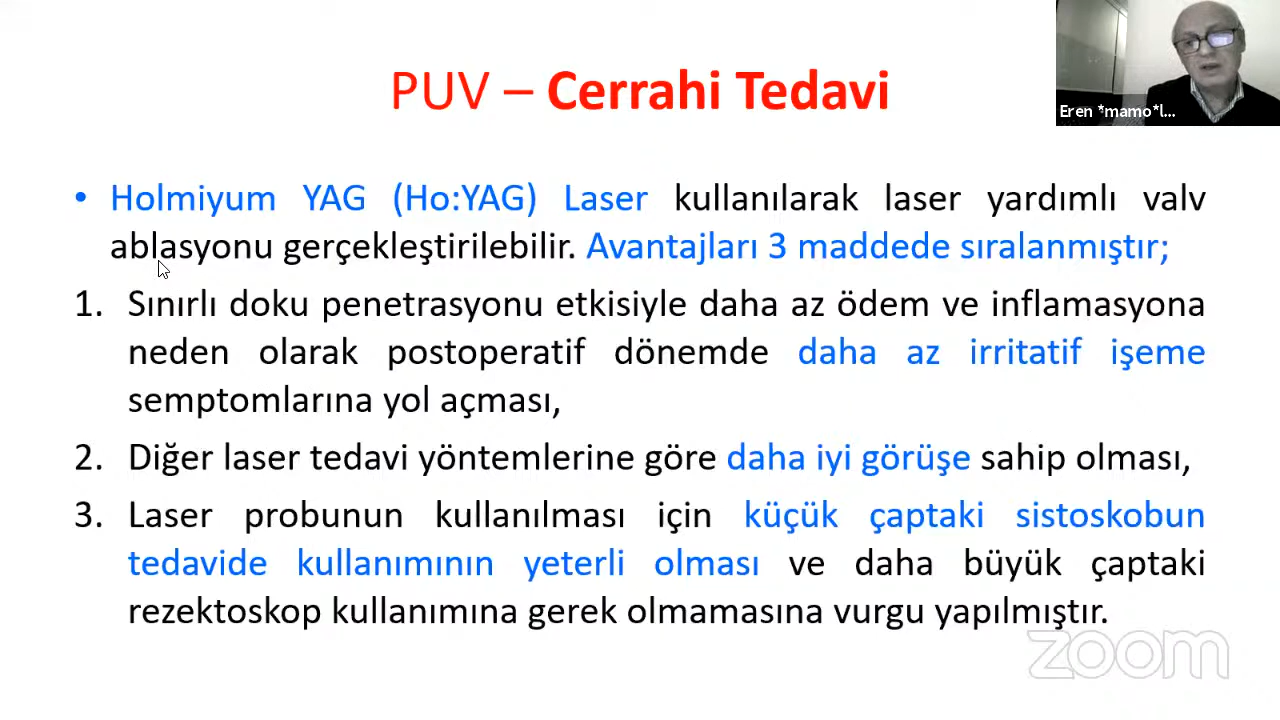 PUV – Cerrahi Tedavi
Eren *mamo*l...
• Holmiyum YAG (Ho:YAG) Laser kullanılarak laser yardımlı valv
ablasyonu gerçekleştirilebilir. Avantajları 3 maddede sıralanmıştır;
1. Sınırlı doku penetrasyonu etkisiyle daha az ödem ve inflamasyona
neden olarak postoperatif dönemde daha az irritatif işeme
semptomlarına yol açması,
2. Diğer laser tedavi yöntemlerine göre daha iyi görüşe sahip olması,
3. Laser probunun kullanılması için küçük çaptaki sistoskobun
tedavide kullanımının yeterli olması ve daha büyük çaptaki
rezektoskop kullanımına gerek olmamasına vurgu yapılmıştır.
zoom